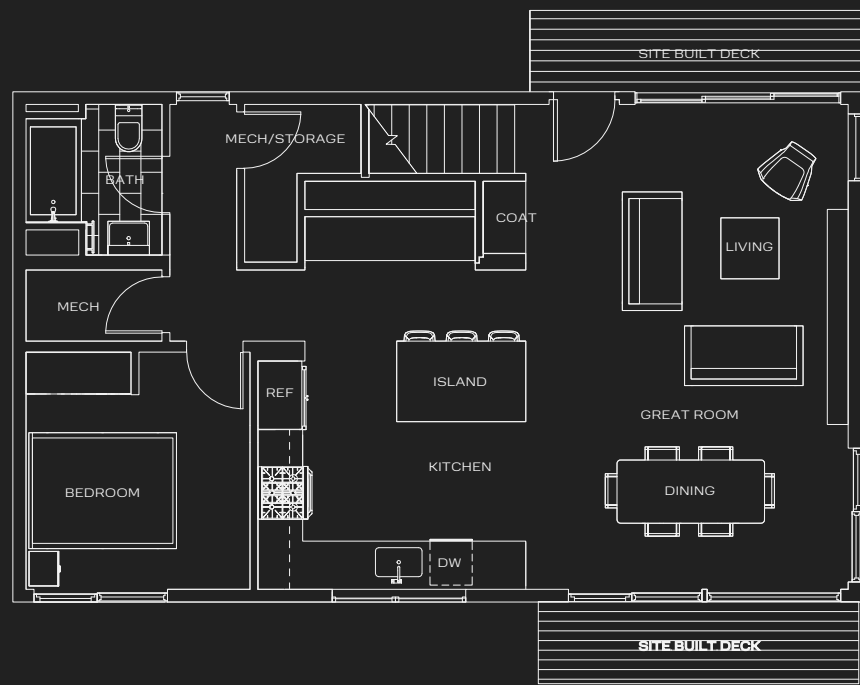 SITE BUILT DECK
MECH/STORAGE
BATH
COAT
LIVING
MECH
ISLAND
REF
GREAT ROOM
KITCHEN
BEDROOM
DINING
DW
SITE BUILT DECK